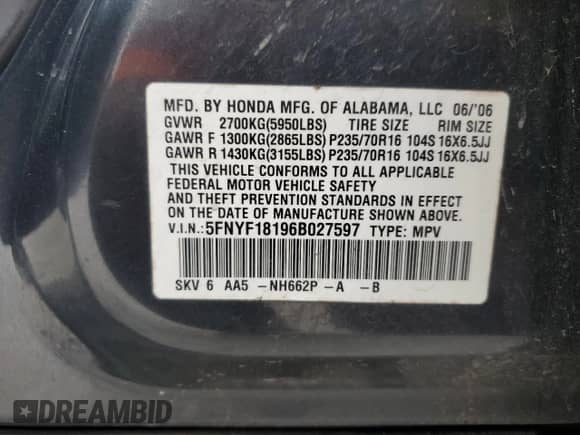 MFD. BY HONDA MFG. OF ALABAMA, LLC 06/'06
GVWR 2700KG(5950LBS) TIRE SIZE RIM SIZE
GAWR F 1300KG(2865LBS) P235/70R16 104S 16X6.5JJ
GAWR R 1430KG(3155LBS) P235/70R16 104S 16X6.5JJ
THIS VEHICLE CONFORMS TO ALL APPLICABLE
FEDERAL MOTOR VEHICLE SAFETY
AND THEFT PREVENTION STANDARDS IN EFFECT
ON THE DATE OF MANUFACTURE SHOWN ABOVE.
V.I.N.:5FNYF18196B027597 TYPE: MPV
SKV 6 AA5 -NH662P -A -B
DREAMBID